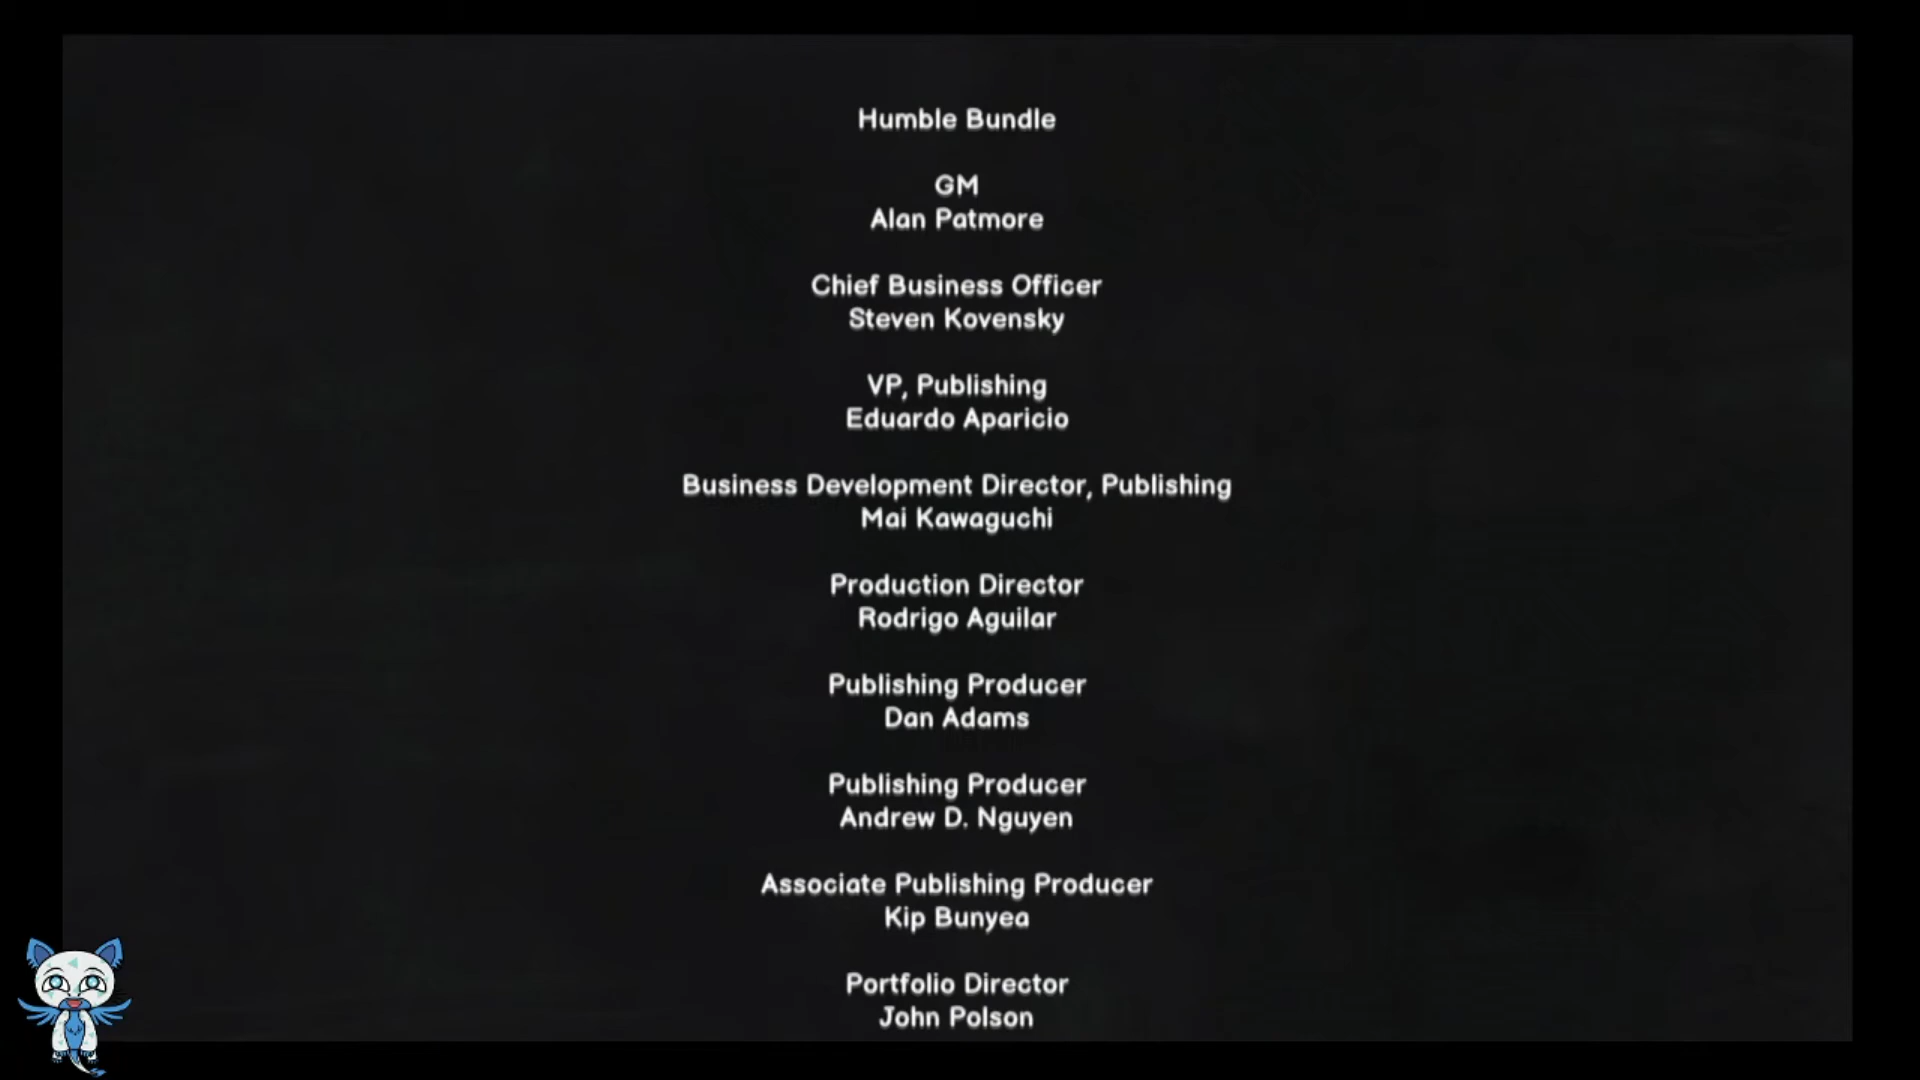 Humble Bundle
GM
Alan Patmore
Chief Business Officer
Steven Kovensky
VP, Publishing
Eduardo Aparicio
Business Development Director, Publishing
Mai Kawaguchi
Production Director
Rodrigo Aguilar
Publishing Producer
Dan Adams
Publishing Producer
Andrew D. Nguyen
Associate Publishing Producer
Kip Bunyea
Portfolio Director
John Polson